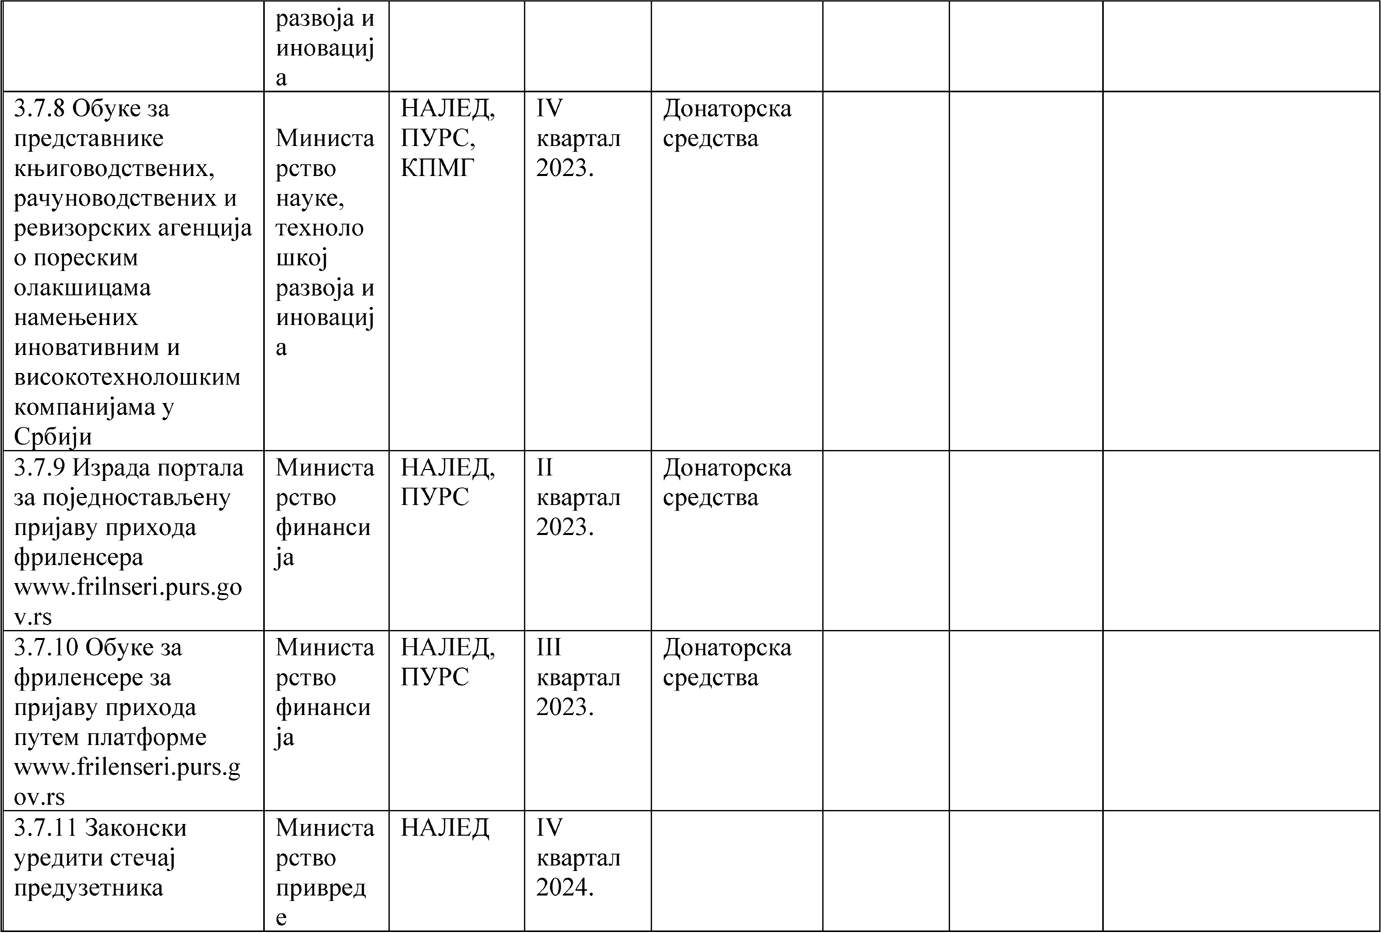 развоја и
иновациј
а
3.7.8 Обуке за
представнике
књиговодствених,
рачуноводствених и
ревизорских агенција
о пореским
олакшицама
намењених
иновативним и
високотехнолошким
компанијама у
Србији
Министа
рство
науке,
техноло
шкој
развоја и
иновациј
а
НАЛЕД,
ПУРС,
КПМГ
IV
квартал
2023.
Донаторска
средства
3.7.9 Израда портала
за поједностављену
пријаву прихода
фриленсера
www.frilnseri.purs.go
v.rs
Министа
рство
финанси
ја
НАЛЕД,
ПУРС
II
квартал
2023.
Донаторска
средства
3.7.10 Обуке за
фриленсере за
пријаву прихода
путем платформе
www.frilenseri.purs.g
ov.rs
Министа
рство
финанси
ја
НАЛЕД,
ПУРС
III
квартал
2023.
Донаторска
средства
3.7.11 Законски
уредити стечај
предузетника
Министа
рство
привред
е
НАЛЕД
IV
квартал
2024.